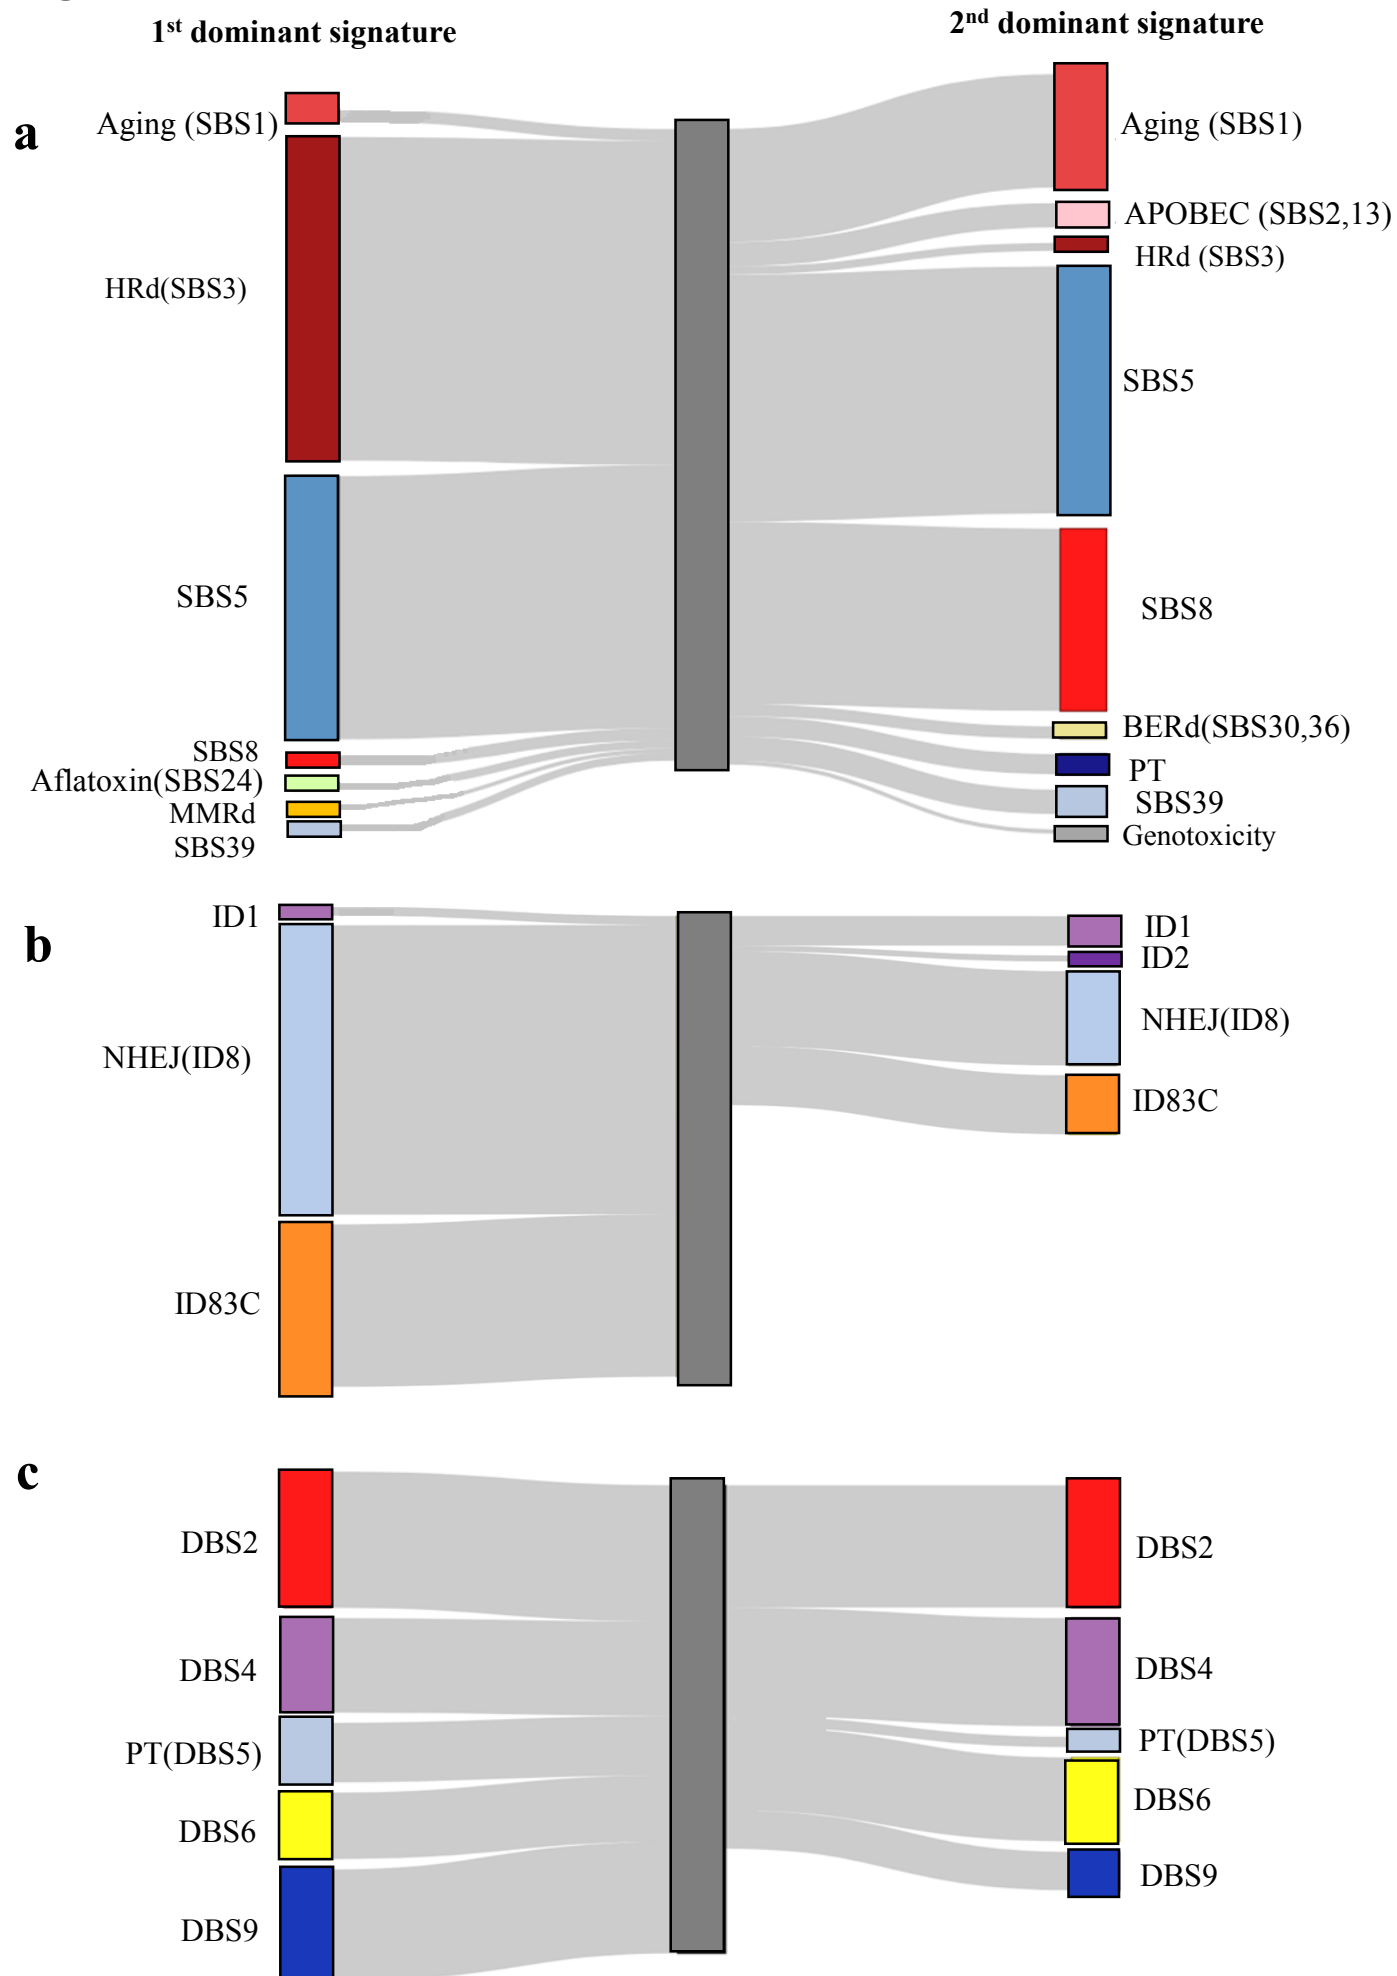 1st dominant signature
2nd dominant signature
a
Aging (SBS1)
HRd(SBS3)
SBS5
SBS8
Aflatoxin(SBS24)
MMRd
SBS39
Aging (SBS1)
APOBEC (SBS2,13)
HRd (SBS3)
SBS5
SBS8
BERd(SBS30,36)
PT
SBS39
Genotoxicity
b
ID1
NHEJ(ID8)
ID83C
ID1
ID2
NHEJ(ID8)
ID83C
c
DBS2
DBS4
PT(DBS5)
DBS6
DBS9
DBS2
DBS4
PT(DBS5)
DBS6
DBS9